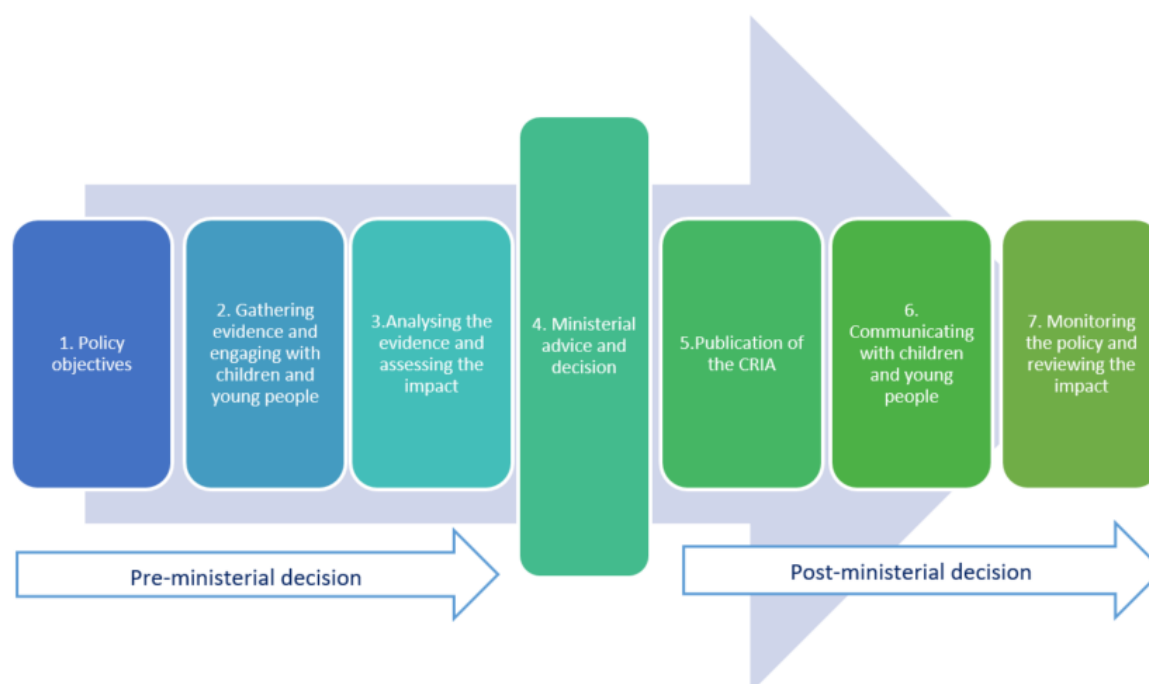 1. Policy
objectives
2. Gathering
evidence and
engaging with
children and
young people
3.Analysing the
evidence and
assessing the
impact
4. Ministerial
advice and
decision
5.Publication of
the CRIA
6.
Communicating
with children
and young
people
7. Monitoring
the policy and
reviewing the
impact
Pre-ministerial decision
Post-ministerial decision